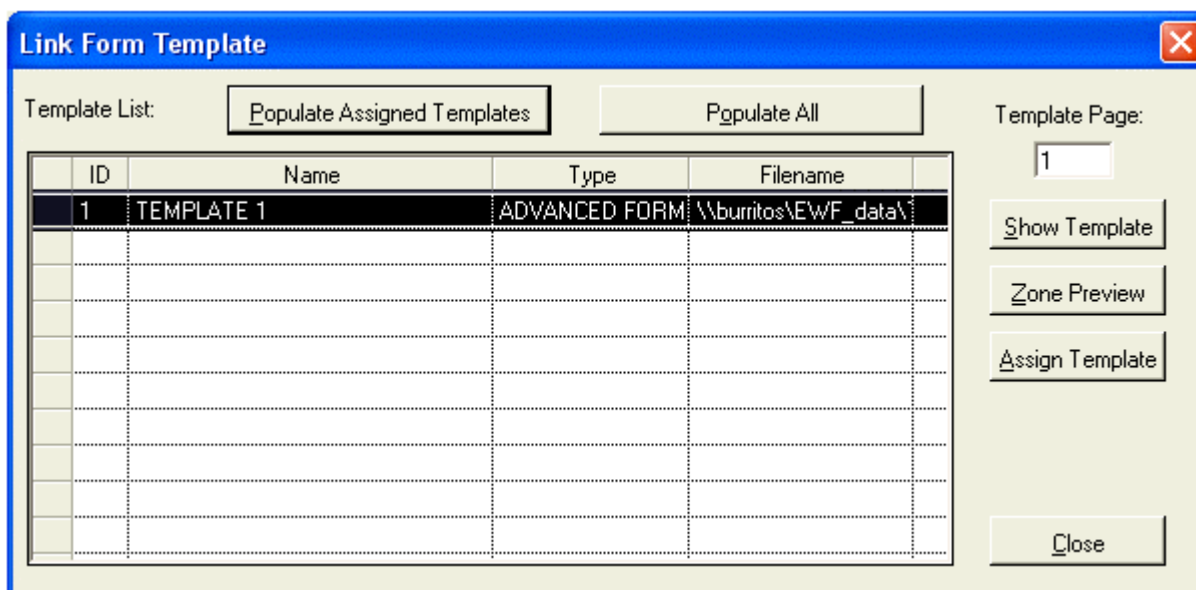 Link Form Template
Template List: Populate Assigned Templates Populate All Template Page:
1
ID Name Type Filename
1 TEMPLATE 1 ADVANCED FORM \\burritos\EWF_data\
Show Template
Zone Preview
Assign Template
Close